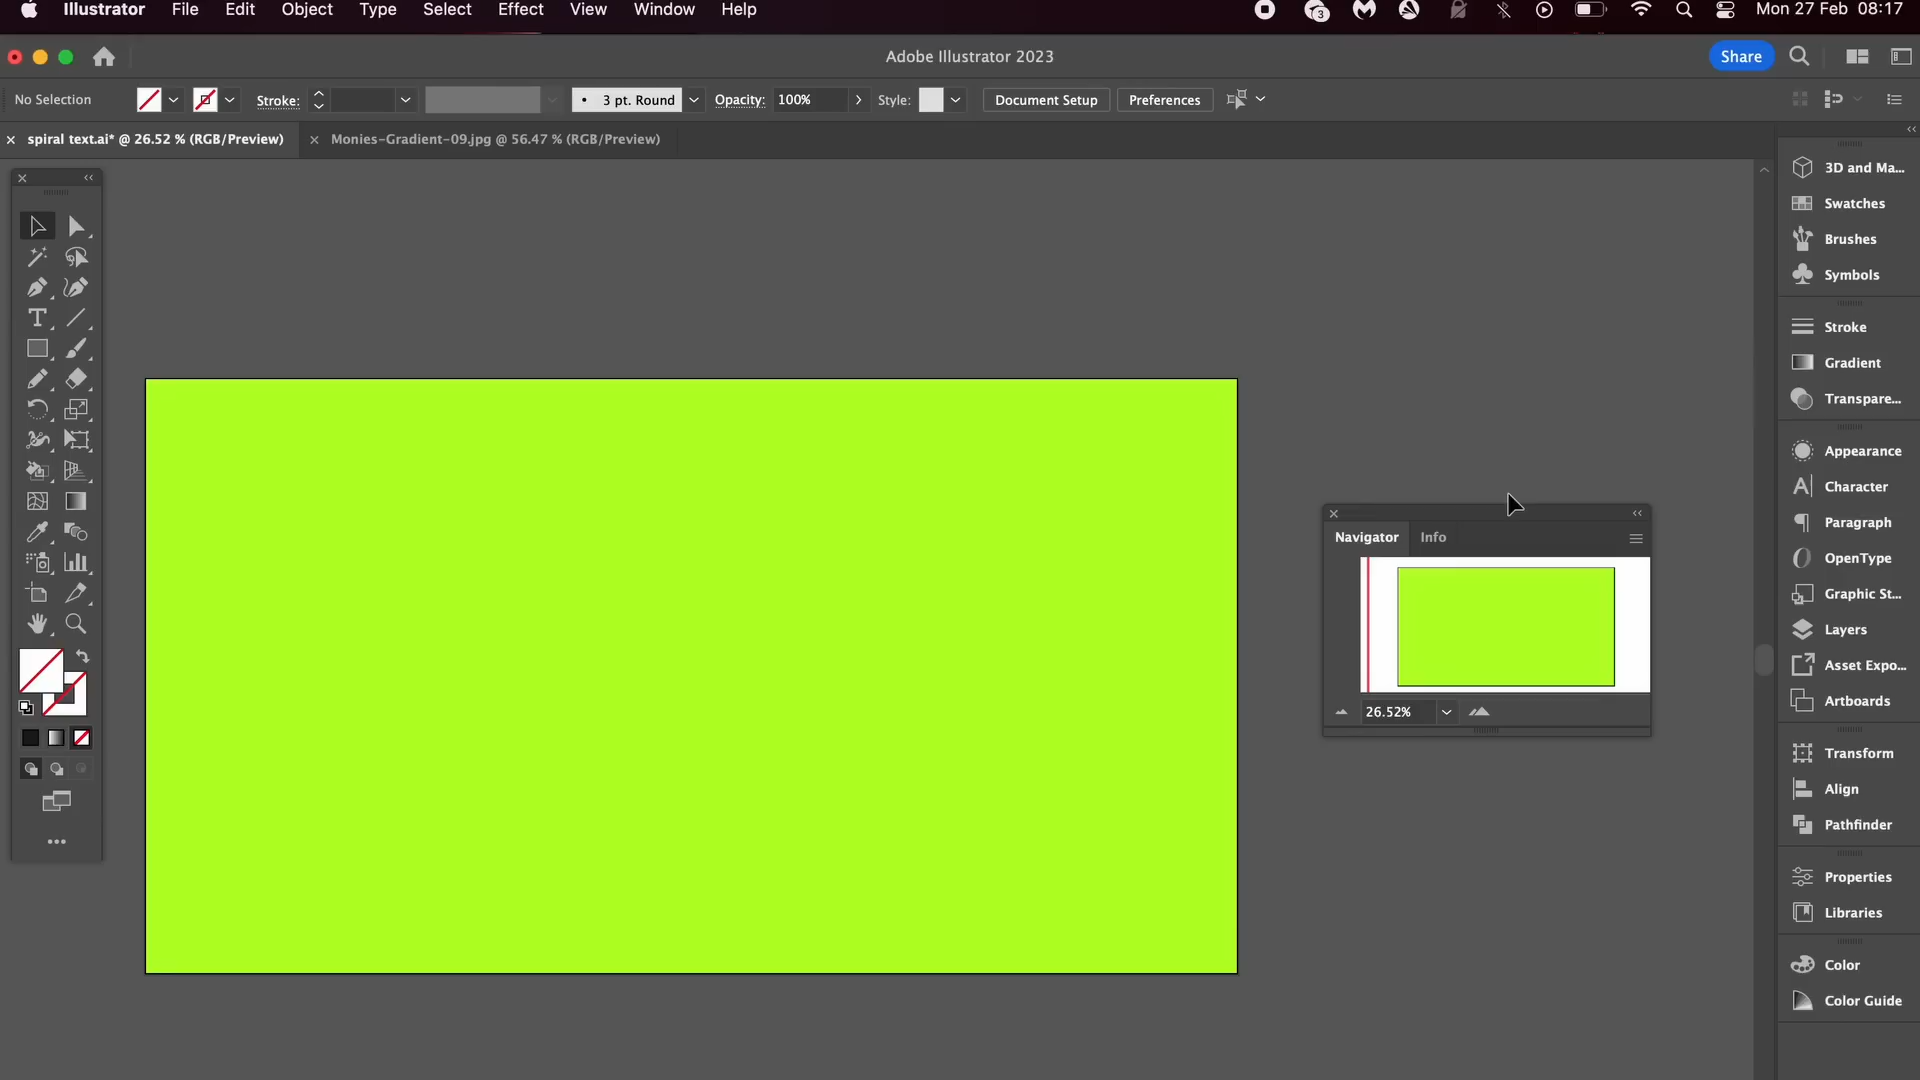 Illustrator File Edit Object Type Select Effect View Window Help 3 Mon 27 Feb 08:17
Adobe Illustrator 2023 Share
No Selection Stroke: 3 pt. Round Opacity: 100% Style: Document Setup Preferences
spiral text.ai* @ 26.52 % (RGB/Preview) Monies-Gradient-09.jpg @ 56.47 % (RGB/Preview)
3D and Ma...
Swatches
Brushes
Symbols
Stroke
Gradient
Transpare...
Appearance
Character
Paragraph
OpenType
Graphic St...
Layers
Asset Expo...
Artboards
Transform
Align
Pathfinder
Properties
Libraries
Color
Color Guide
Navigator Info
26.52%